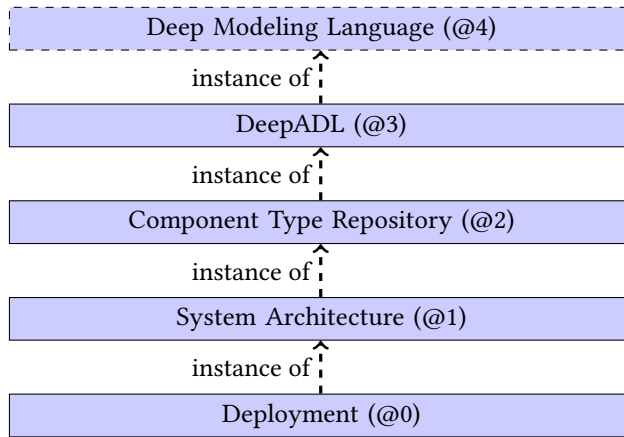 Deep Modeling Language (@4)
instance of
DeepADL (@3)
instance of
Component Type Repository (@2)
instance of
System Architecture (@1)
instance of
Deployment (@0)